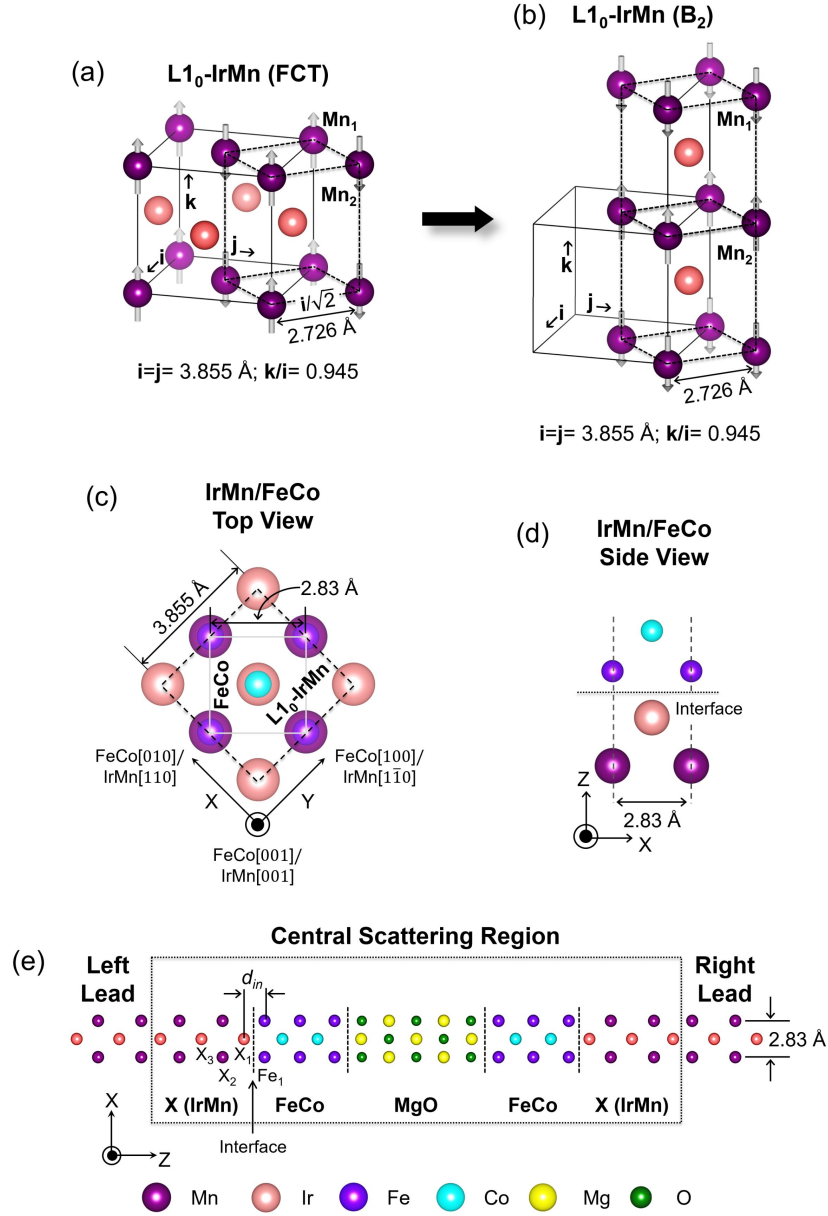 (a)
L1₀-IrMn (FCT)
Mn₁
Mn₂
k
i
j→
i/√2
2.726 Å
i=j= 3.855 Å; k/i= 0.945
(b)
L1₀-IrMn (B₂)
Mn₁
Mn₂
k
i
j→
2.726 Å
i=j= 3.855 Å; k/i= 0.945
(c)
IrMn/FeCo
Top View
3.855 Å
2.83 Å
FeCo
L1₀-IrMn
FeCo[010]/
IrMn[110]
FeCo[100]/
IrMn[11̅0]
X
Y
FeCo[001]/
IrMn[001]
(d)
IrMn/FeCo
Side View
Interface
Z
2.83 Å
X
(e)
Central Scattering Region
Left
Lead
Right
Lead
d_in
2.83 Å
X₃
X₁
X₂
Fe₁
X (IrMn)
FeCo
MgO
FeCo
X (IrMn)
Interface
X
Z
Mn
Ir
Fe
Co
Mg
O